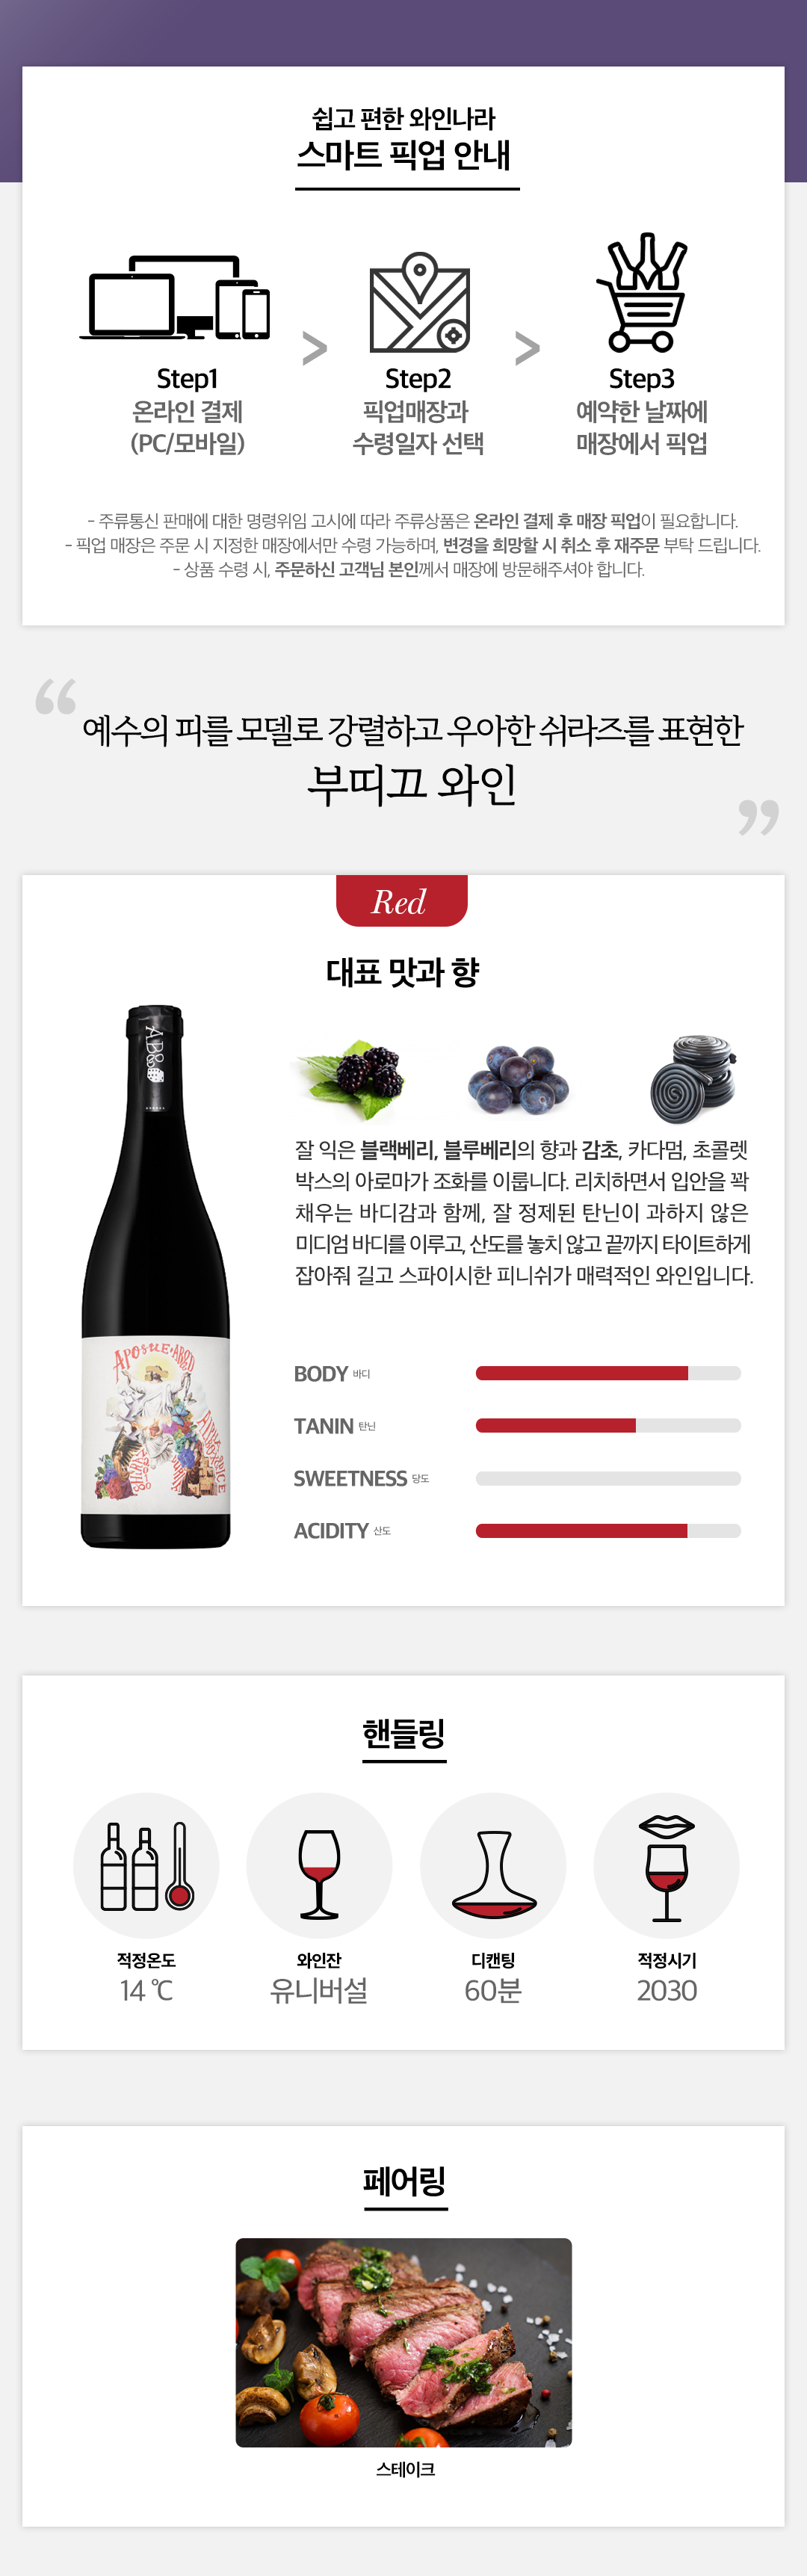 쉽고 편한 와인나라
스마트 픽업 안내
Step1
온라인 결제
(PC/모바일)
>
Step2
픽업매장과
수령일자 선택
>
Step3
예약한 날짜에
매장에서 픽업
- 주류통신 판매에 대한 명령위임 고시에 따라 주류상품은 온라인 결제 후 매장 픽업이 필요합니다.
- 픽업 매장은 주문 시 지정한 매장에서만 수령 가능하며, 변경을 희망할 시 취소 후 재주문 부탁 드립니다.
- 상품 수령 시, 주문하신 고객님 본인께서 매장에 방문해주셔야 합니다.
“ 예수의 피를 모델로 강렬하고 우아한 쉬라즈를 표현한
부띠끄 와인 ”
Red
대표 맛과 향
잘 익은 블랙베리, 블루베리의 향과 감초, 카다멈, 초콜렛
박스의 아로마가 조화를 이룹니다. 리치하면서 입안을 꽉
채우는 바디감과 함께, 잘 정제된 탄닌이 과하지 않은
미디엄 바디를 이루고, 산도를 놓치 않고 끝까지 타이트하게
잡아줘 길고 스파이시한 피니쉬가 매력적인 와인입니다.
BODY 바디
TANIN 탄닌
SWEETNESS 당도
ACIDITY 산도
핸들링
적정온도
14 ℃
와인잔
유니버설
디캔팅
60분
적정시기
2030
페어링
스테이크